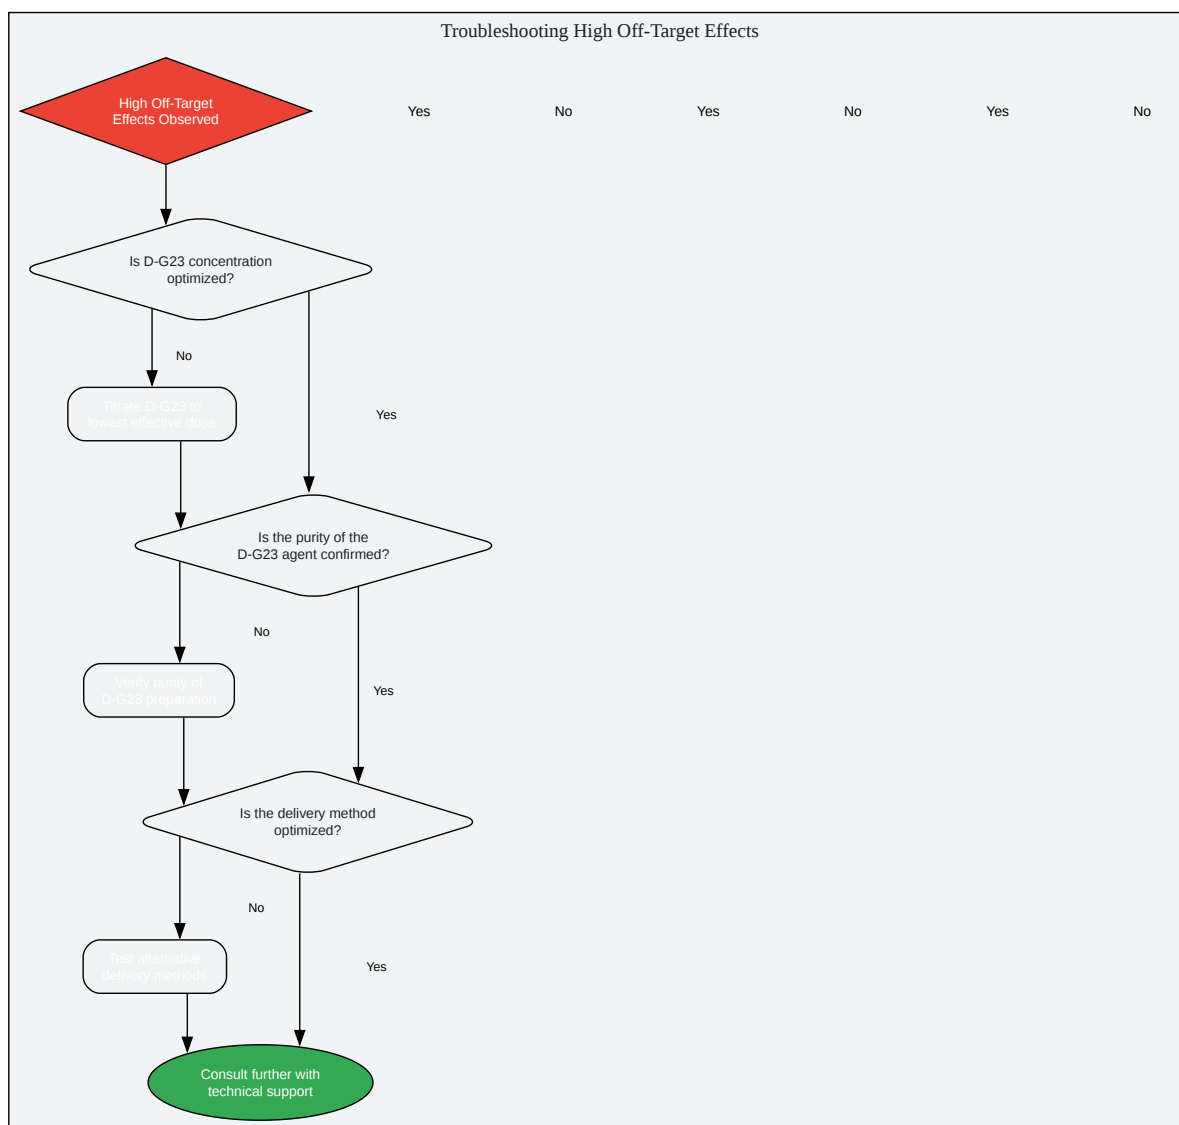 Troubleshooting High Off-Target Effects
High Off-Target
Effects Observed
Yes
No
Yes
No
Yes
No
Is D-G23 concentration
optimized?
No
Titrate D-G23 to
lowest effective dose
Yes
Is the purity of the
D-G23 agent confirmed?
No
Verify purity of
D-G23 preparation
Yes
Is the delivery method
optimized?
No
Test alternative
delivery methods
Yes
Consult further with
technical support